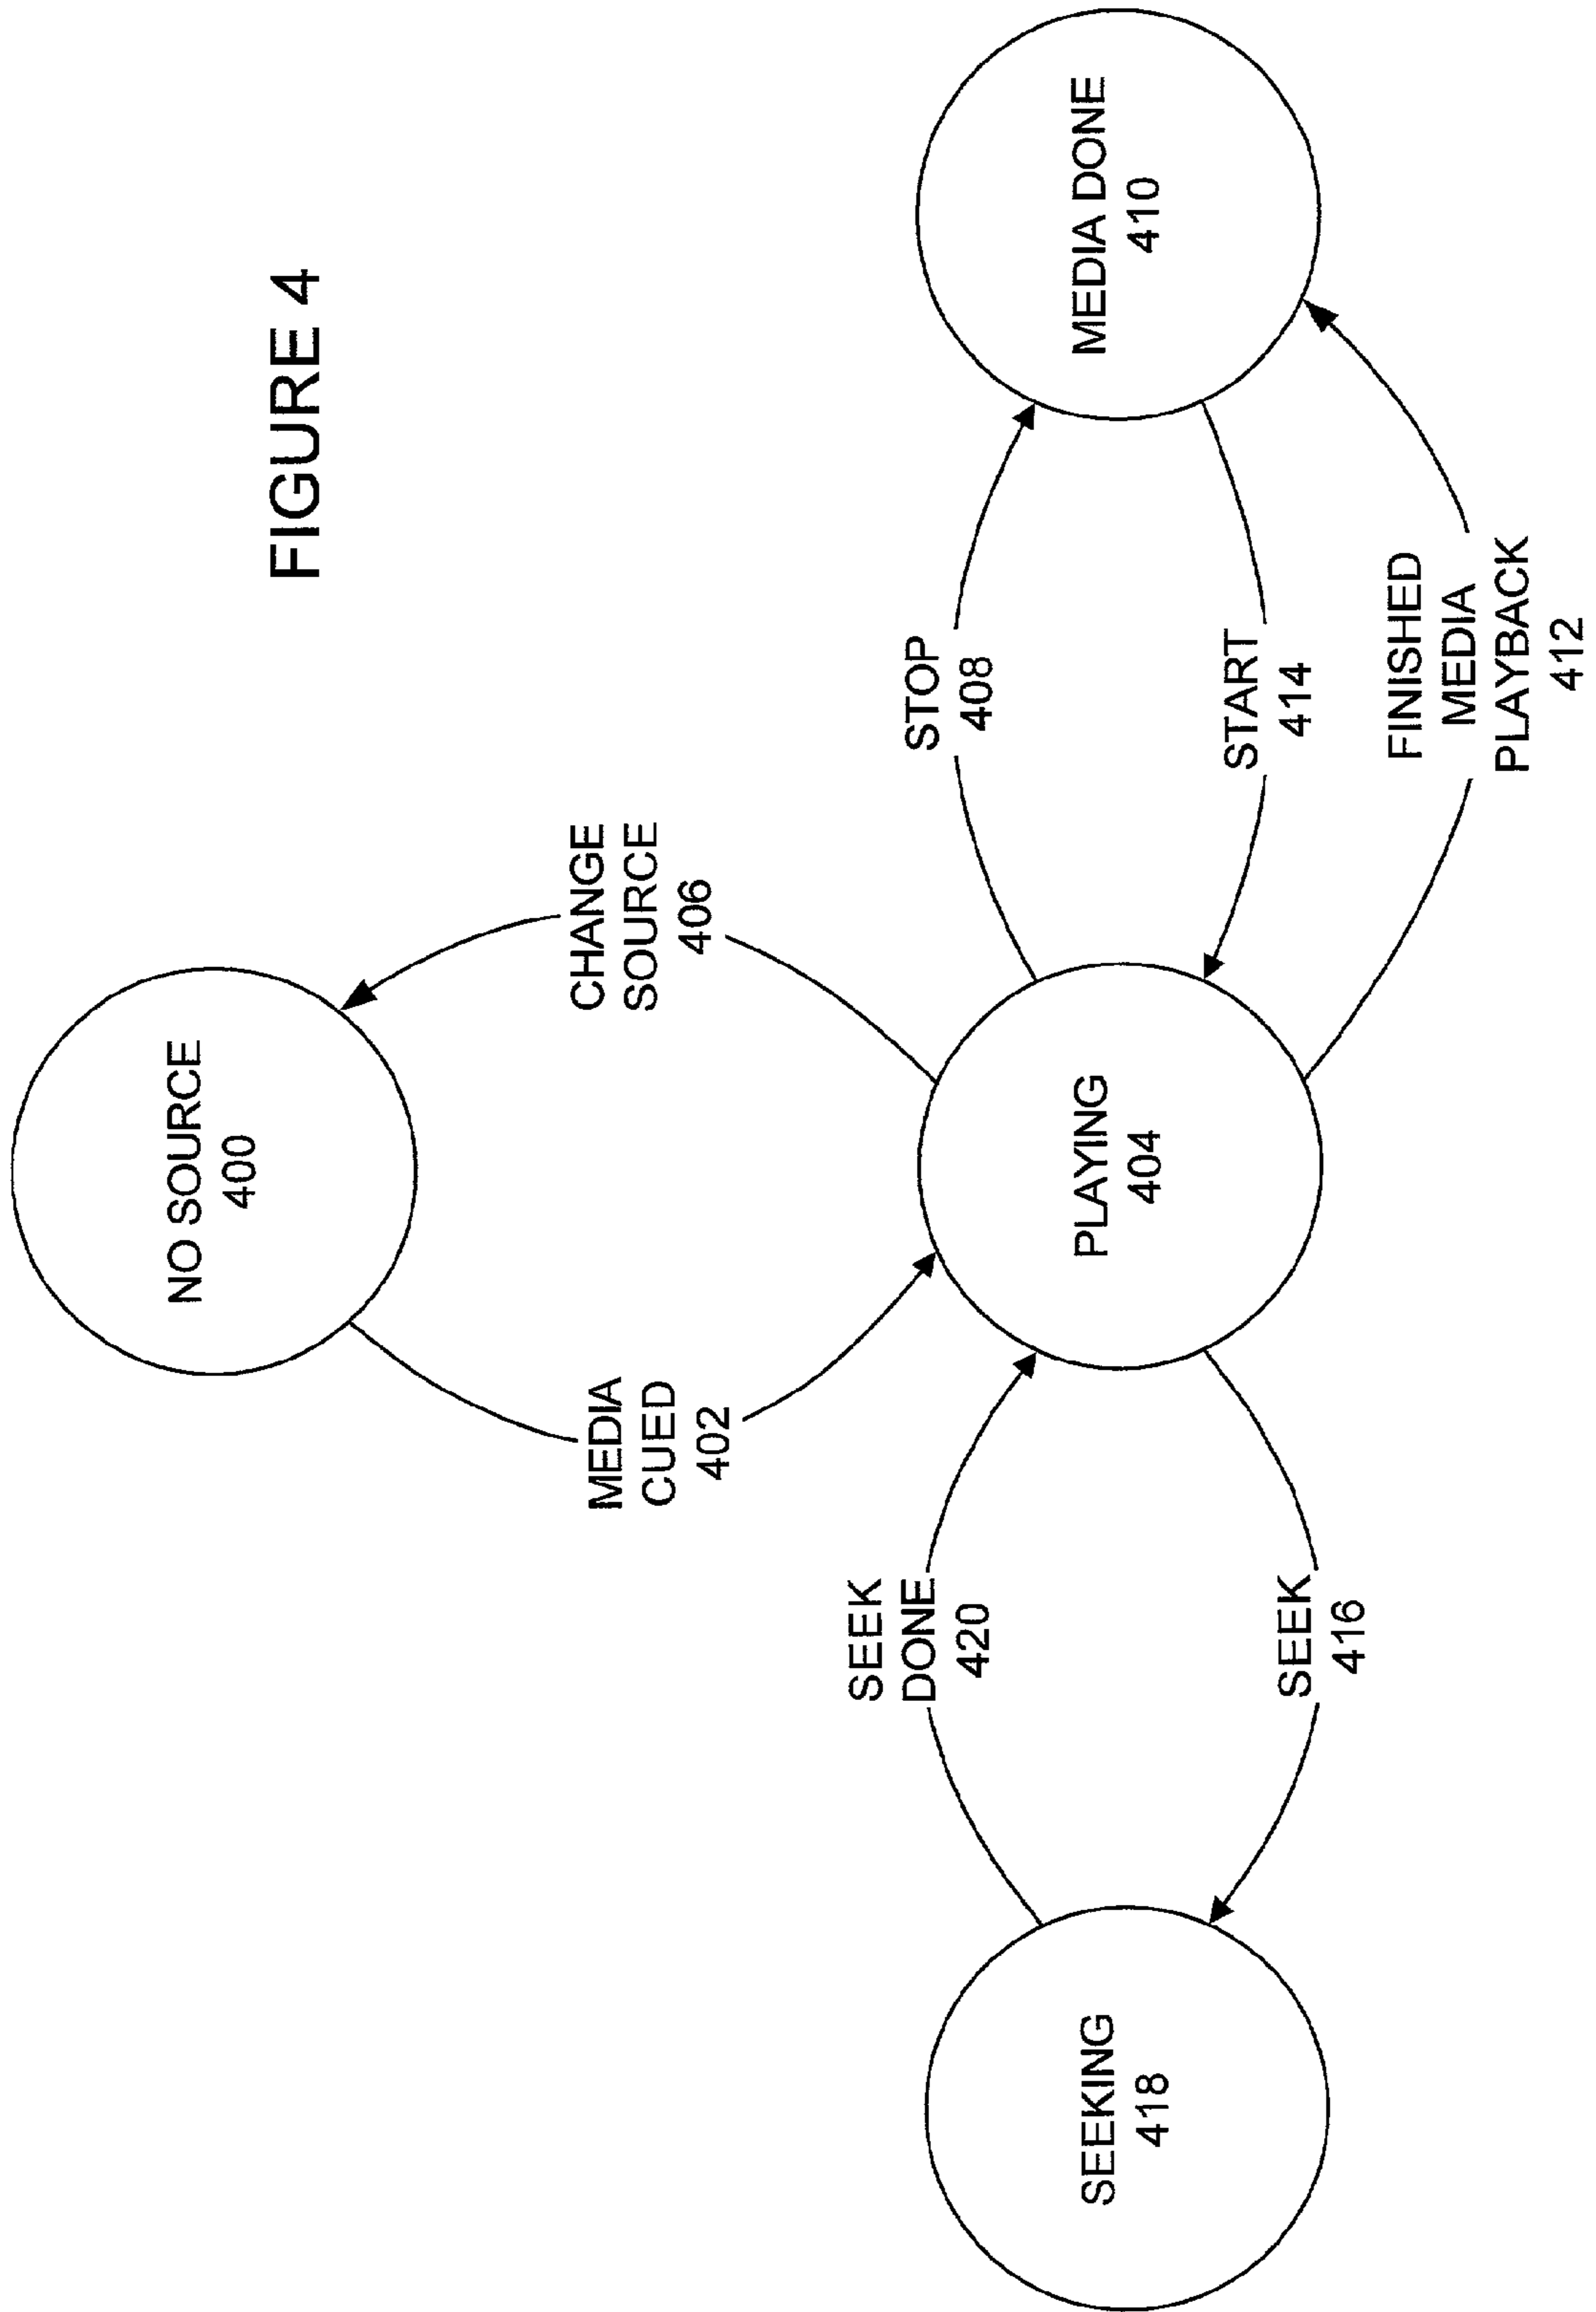 FIGURE 4
NO SOURCE
400
MEDIA
CUED
402
CHANGE
SOURCE
406
SEEK
DONE
420
STOP
408
SEEKING
418
PLAYING
404
MEDIA DONE
410
SEEK
416
START
414
FINISHED
MEDIA
PLAYBACK
412